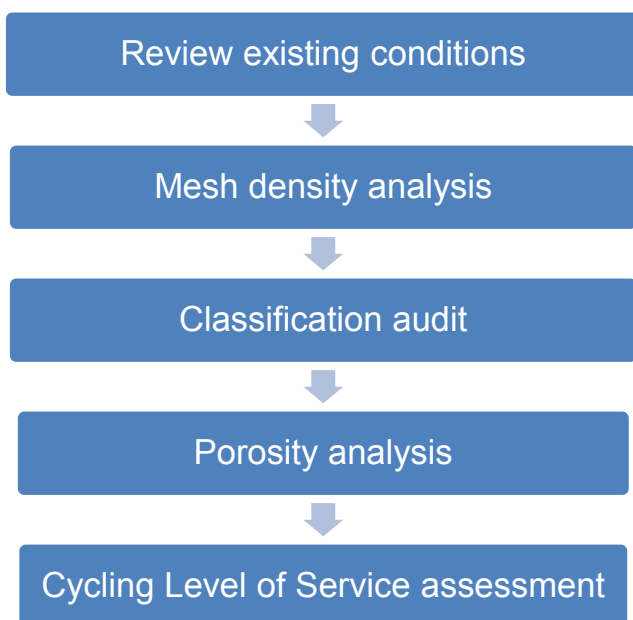 Review existing conditions
Mesh density analysis
Classification audit
Porosity analysis
Cycling Level of Service assessment